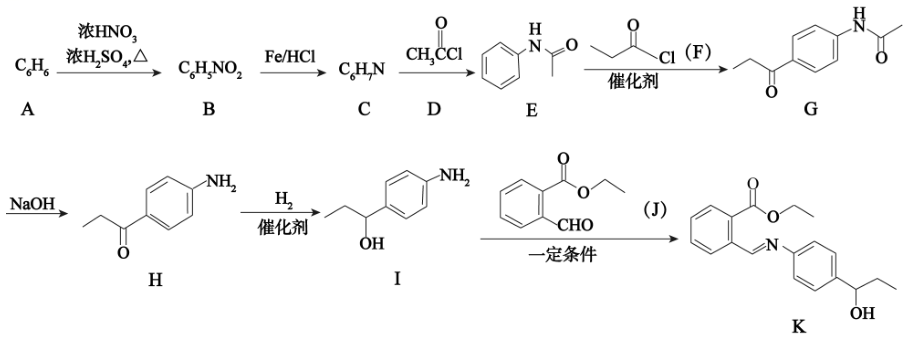 浓HNO₃
浓H₂SO₄,△
C₆H₆
C₆H₅NO₂
Fe/HCl
C₆H₇N
O
CH₃CCl
H
N
O
O
Cl
(F)
催化剂
H
N
O
O
A
B
C
D
E
G
NaOH
NH₂
O
H₂
催化剂
NH₂
OH
O
O
CHO
(J)
一定条件
O
O
N
OH
H
I
K